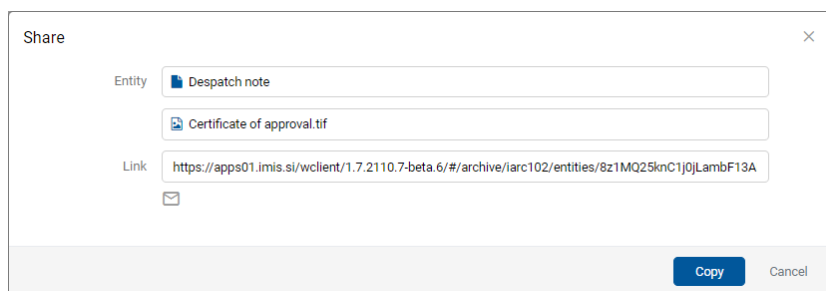 Share
Entity
Despatch note
Certificate of approval.tif
Link
https://apps01.imis.si/wclient/1.7.2110.7-beta.6/#/archive/iarc102/entities/8z1MQ25knC1j0jLambF13A
Copy
Cancel